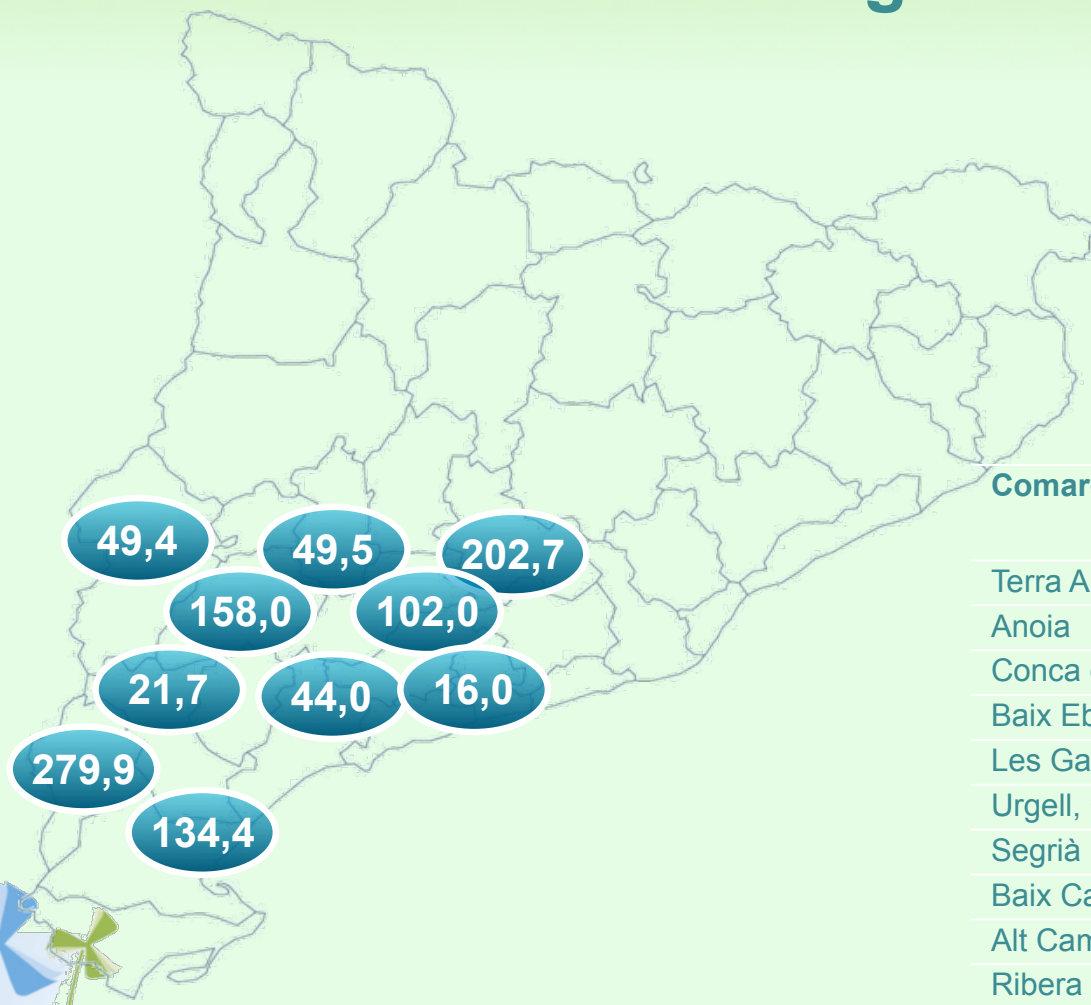 g
49,4
49,5
202,7
158,0
102,0
21,7
44,0
16,0
279,9
134,4
Comar
Terra A
Anoia
Conca
Baix Eb
Les Ga
Urgell,
Segrià
Baix Ca
Alt Cam
Ribera